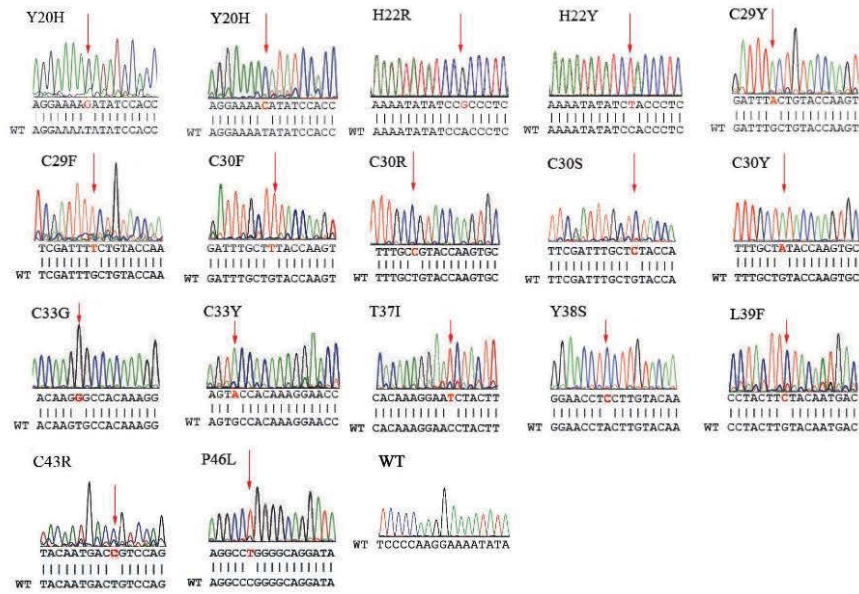 Y20H Y20H H22R H22Y C29Y
AGGAAAAGATATCCACC AGGAAAACATATCCACC AAAATATATCCGCCCTC AAAATATATCTACCCTC GATTTACTGTACCAAGT
WT AGGAAAATATATCCACC WT AGGAAAATATATCCACC WT AAAATATATCCACCCTC WT AAAATATATCCACCCTC WT GATTTGCTGTACCAAGT
C29F C30F C30R C30S C30Y
TCGATTTTCTGTACCAA GATTTGCTTTACCAAGT TTTGCCGTACCAAGTGC TTCGATTTGCTCTACCA TTTGCTATACCAAGTGC
WT TCGATTTGCTGTACCAA WT GATTTGCTGTACCAAGT WT TTTGCTGTACCAAGTGC WT TTCGATTTGCTGTACCA WT TTTGCTGTACCAAGTGC
C33G C33Y T37I Y38S L39F
ACAAGGGCCACAAAGG AGTACCACAAAGGAACC CACAAAGGAATCTACTT GGAACCTCCTTGTACAA CCTACTTCTACAATGAC
WT ACAAGTGCCACAAAGG WT AGTGCCACAAAGGAACC WT CACAAAGGAACCTACTT WT GGAACCTACTTGTACAA WT CCTACTTGTACAATGAC
C43R P46L WT
TACAATGACCGTCCAG AGGCCTGGGGCAGGATA WT TCCCCAAGGAAAATATA
WT TACAATGACTGTCCAG WT AGGCCCGGGGCAGGATA